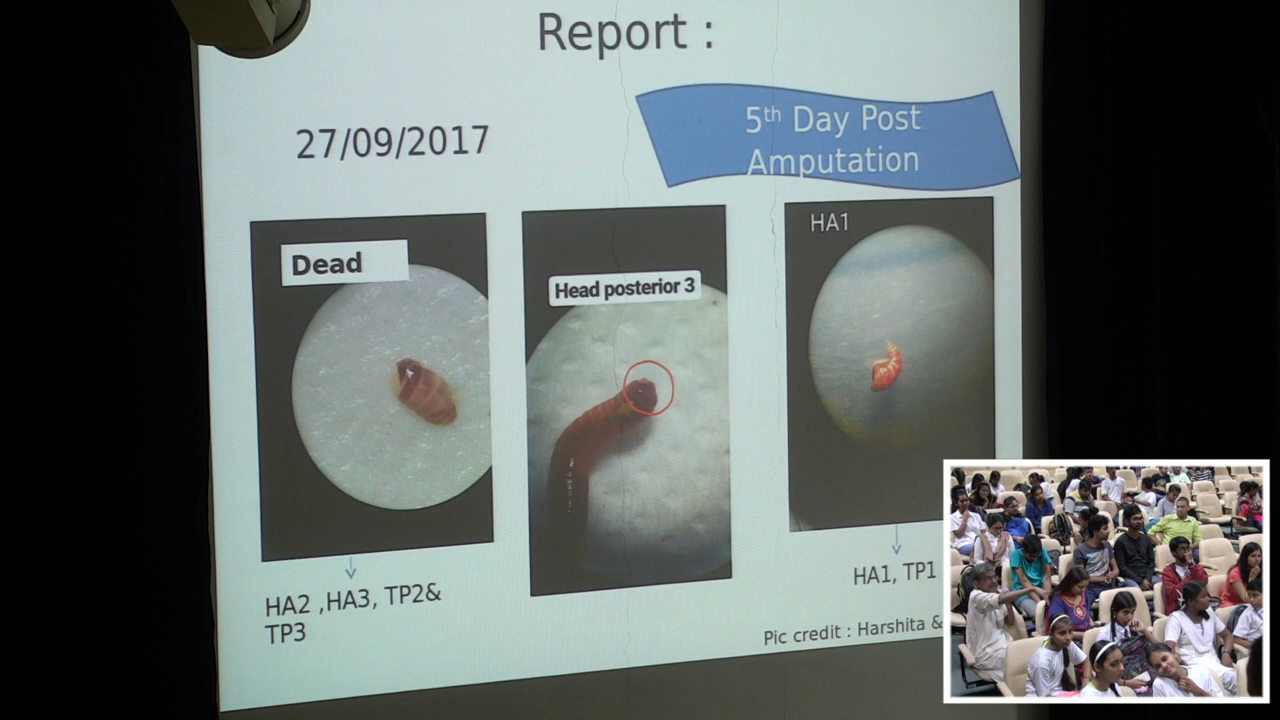 Report :
27/09/2017
5th Day Post
Amputation
Dead
Head posterior 3
HA1
HA2 ,HA3, TP2&
TP3
HA1, TP1
Pic credit : Harshita &